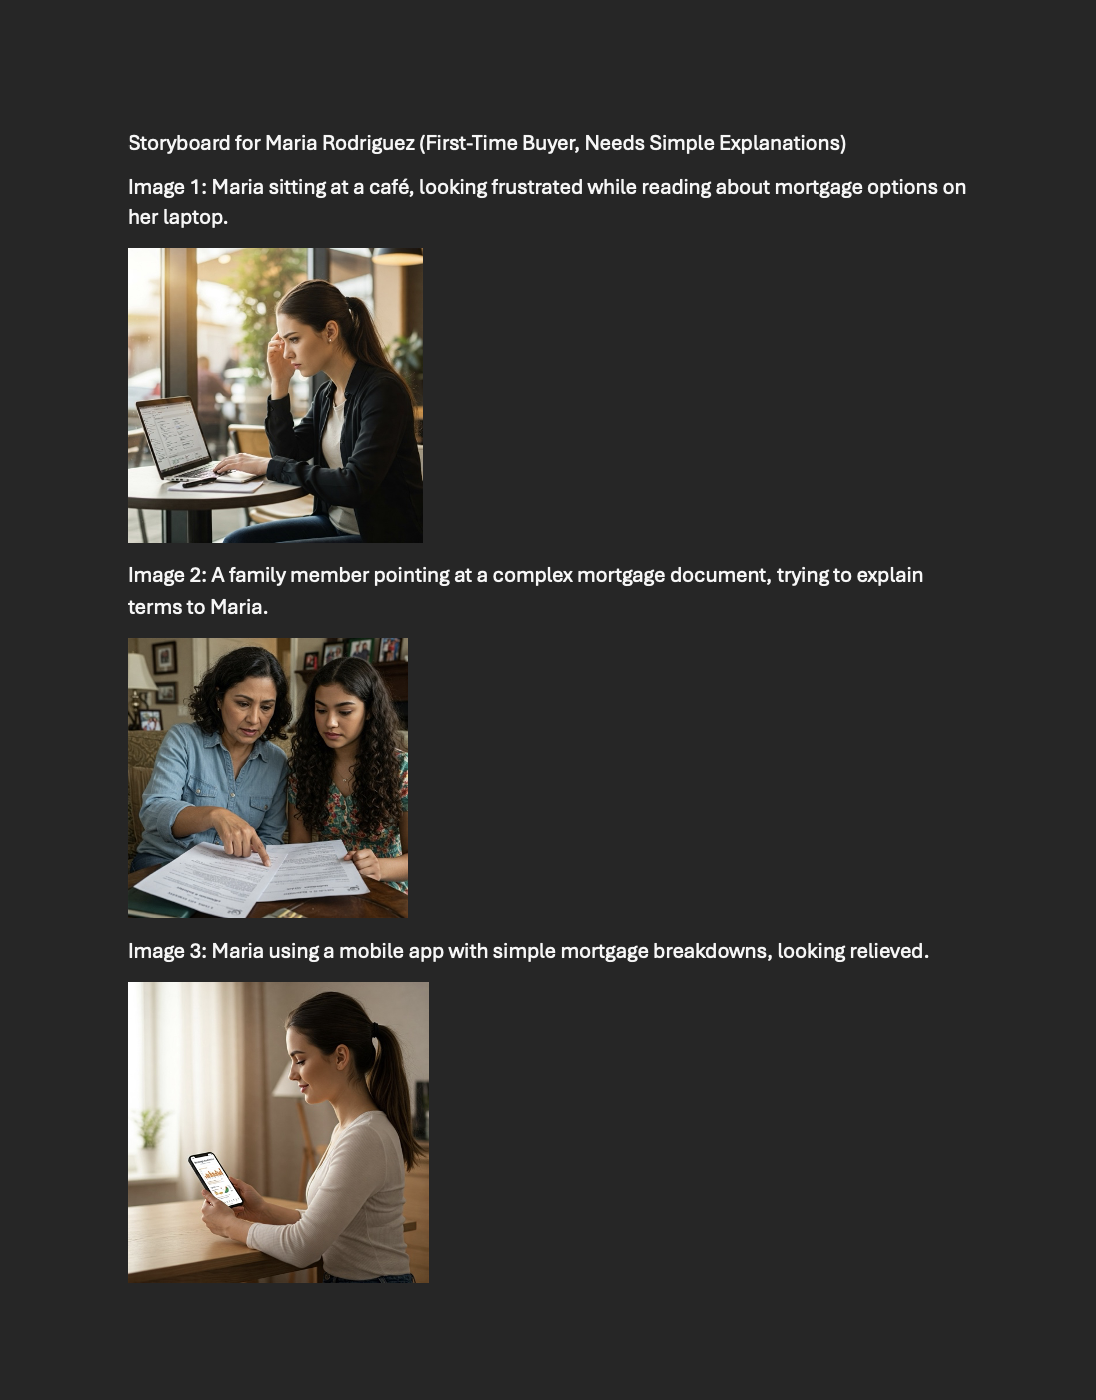 Storyboard for Maria Rodriguez (First-Time Buyer, Needs Simple Explanations)
Image 1: Maria sitting at a café, looking frustrated while reading about mortgage options on
her laptop.
Image 2: A family member pointing at a complex mortgage document, trying to explain
terms to Maria.
Image 3: Maria using a mobile app with simple mortgage breakdowns, looking relieved.